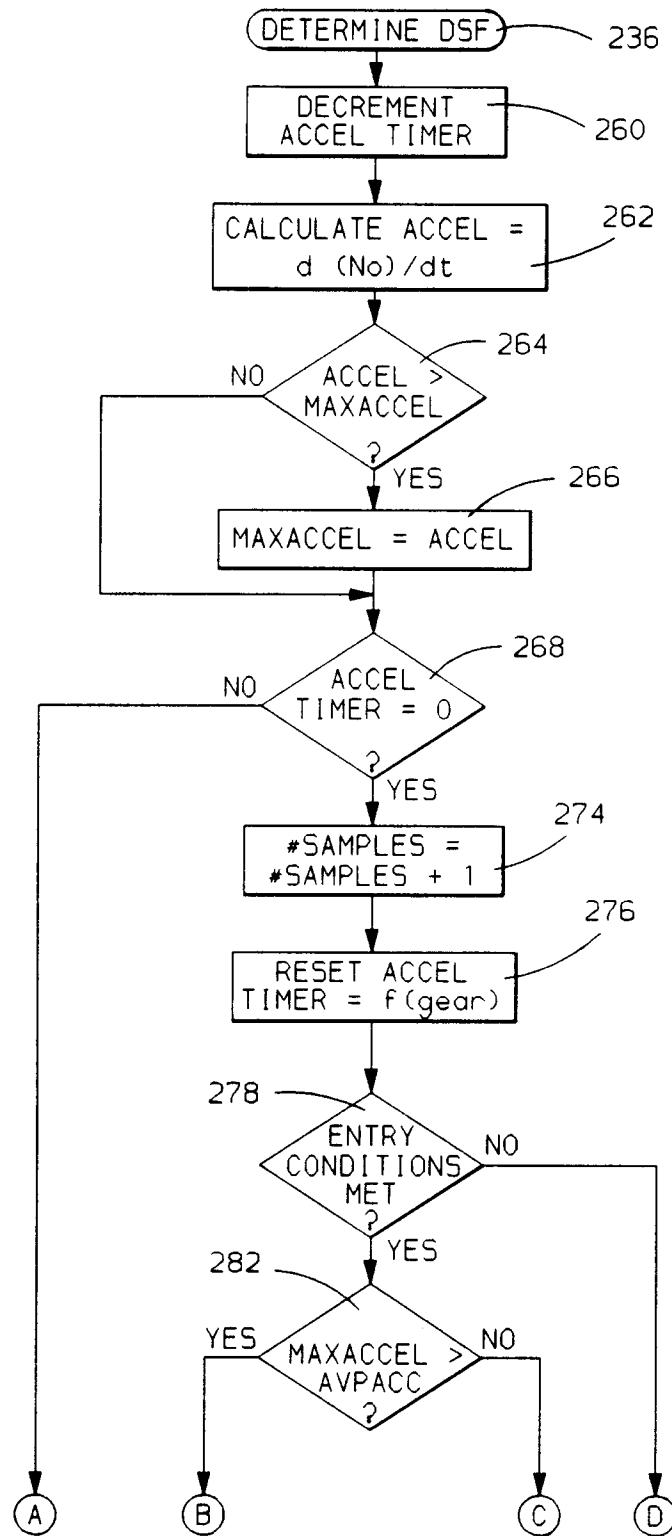 DETERMINE DSF
236
DECREMENT
ACCEL TIMER
260
CALCULATE ACCEL =
d (No)/dt
262
264
NO
ACCEL >
MAXACCEL
?
YES
266
MAXACCEL = ACCEL
268
NO
ACCEL
TIMER = 0
?
YES
274
#SAMPLES =
#SAMPLES + 1
276
RESET ACCEL
TIMER = f(gear)
278
ENTRY
CONDITIONS
MET
?
NO
YES
282
YES
MAXACCEL >
AVPACC
?
NO
A
B
C
D